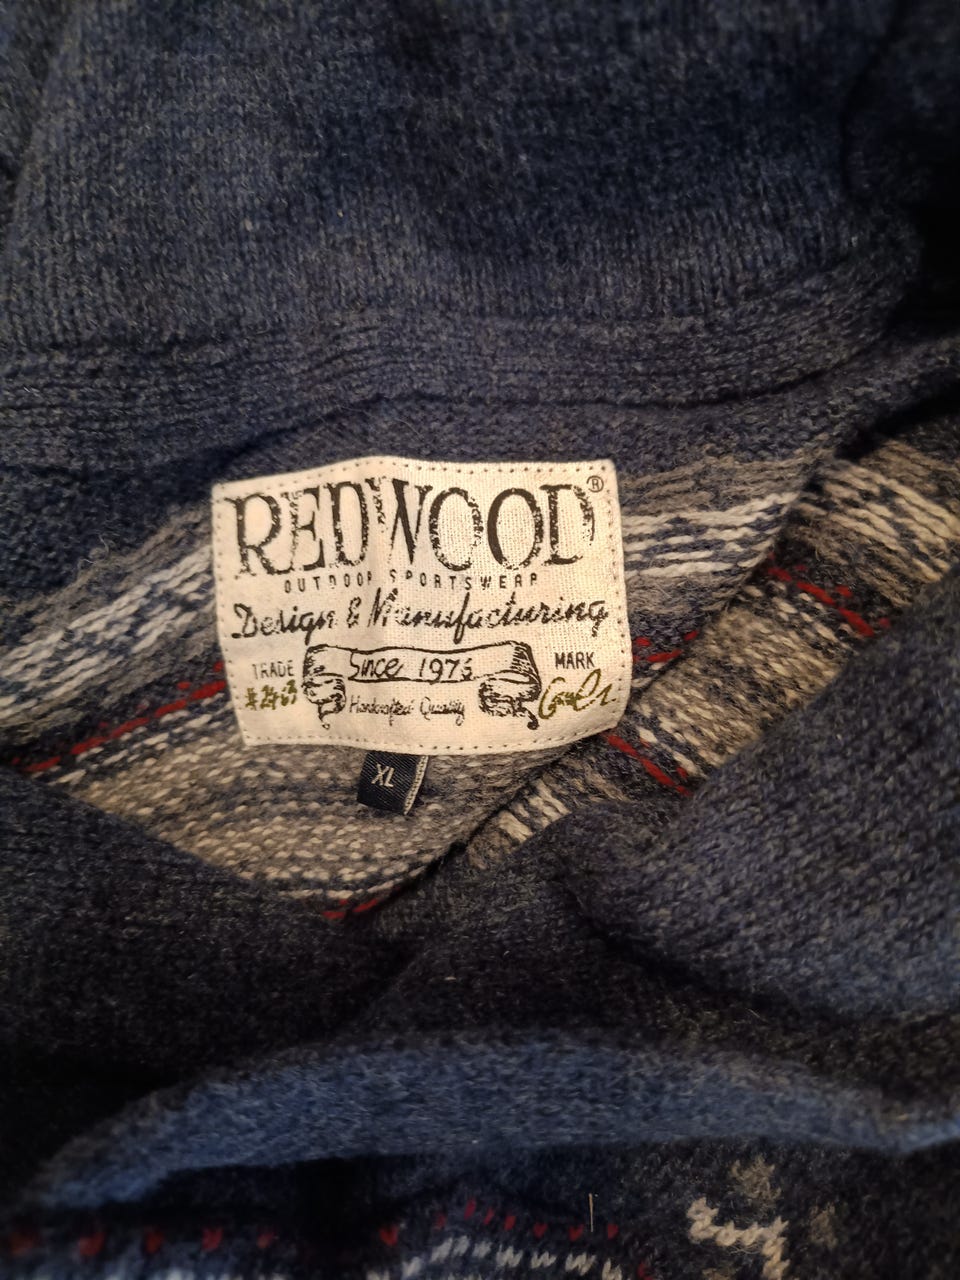 REDWOOD®
OUTDOOR SPORTSWEAR
Design & Manufacturing
TRADE Since 1975 MARK
Handcrafted Quality
XL